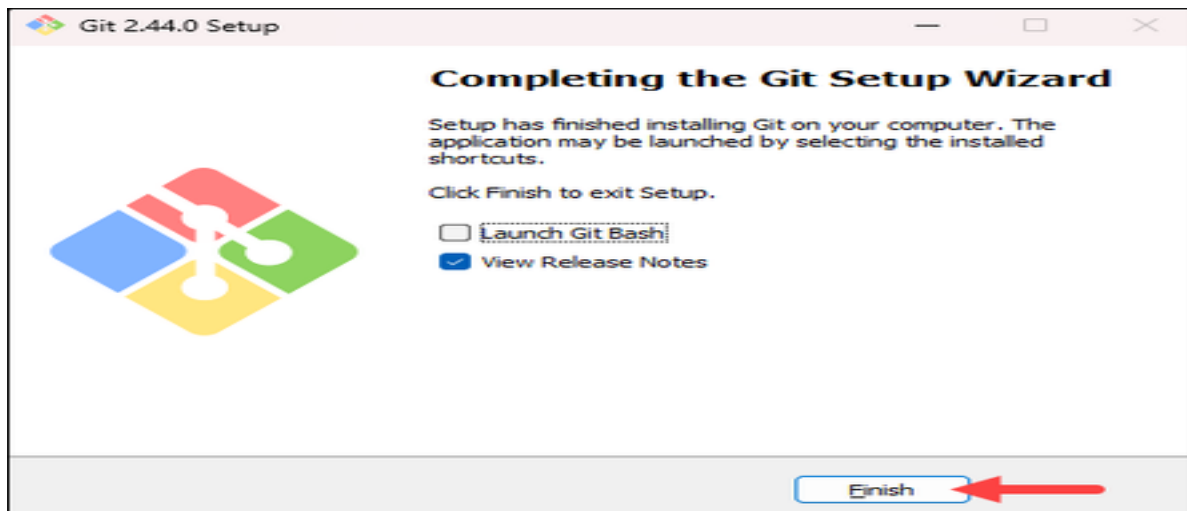 Git 2.44.0 Setup
Completing the Git Setup Wizard
Setup has finished installing Git on your computer. The
application may be launched by selecting the installed
shortcuts.
Click Finish to exit Setup.
Launch Git Bash
View Release Notes
Finish